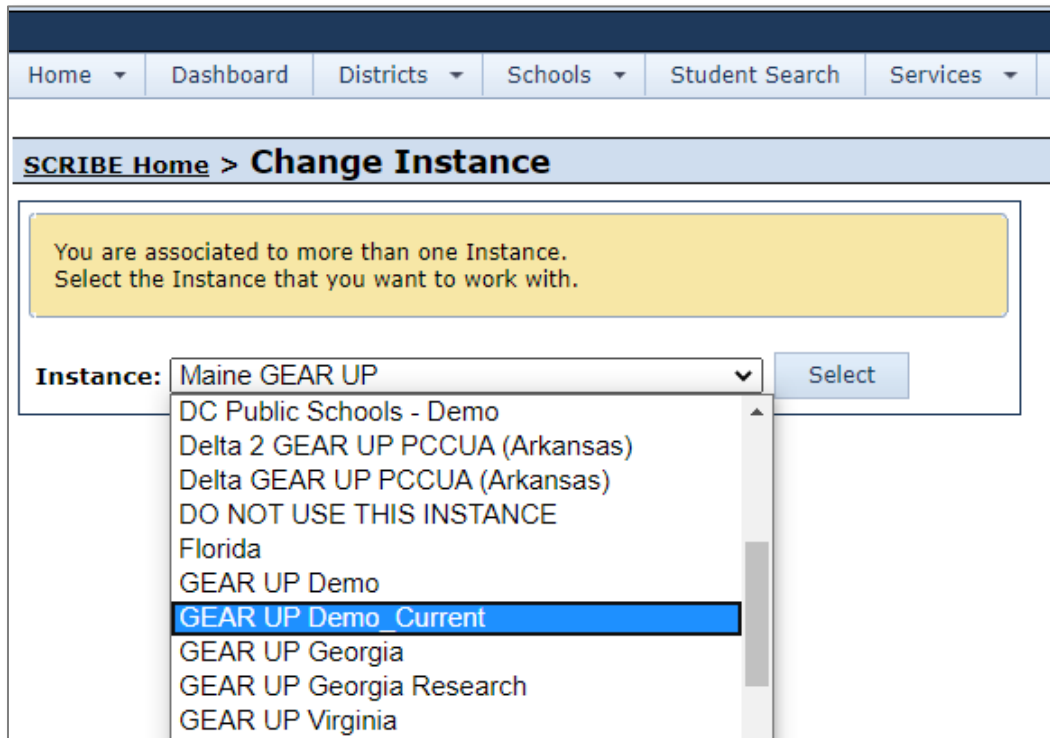 Home Dashboard Districts Schools Student Search Services
SCRIBE Home > Change Instance
You are associated to more than one Instance.
Select the Instance that you want to work with.
Instance: Maine GEAR UP Select
DC Public Schools - Demo
Delta 2 GEAR UP PCCUA (Arkansas)
Delta GEAR UP PCCUA (Arkansas)
DO NOT USE THIS INSTANCE
Florida
GEAR UP Demo
GEAR UP Demo_Current
GEAR UP Georgia
GEAR UP Georgia Research
GEAR UP Virginia